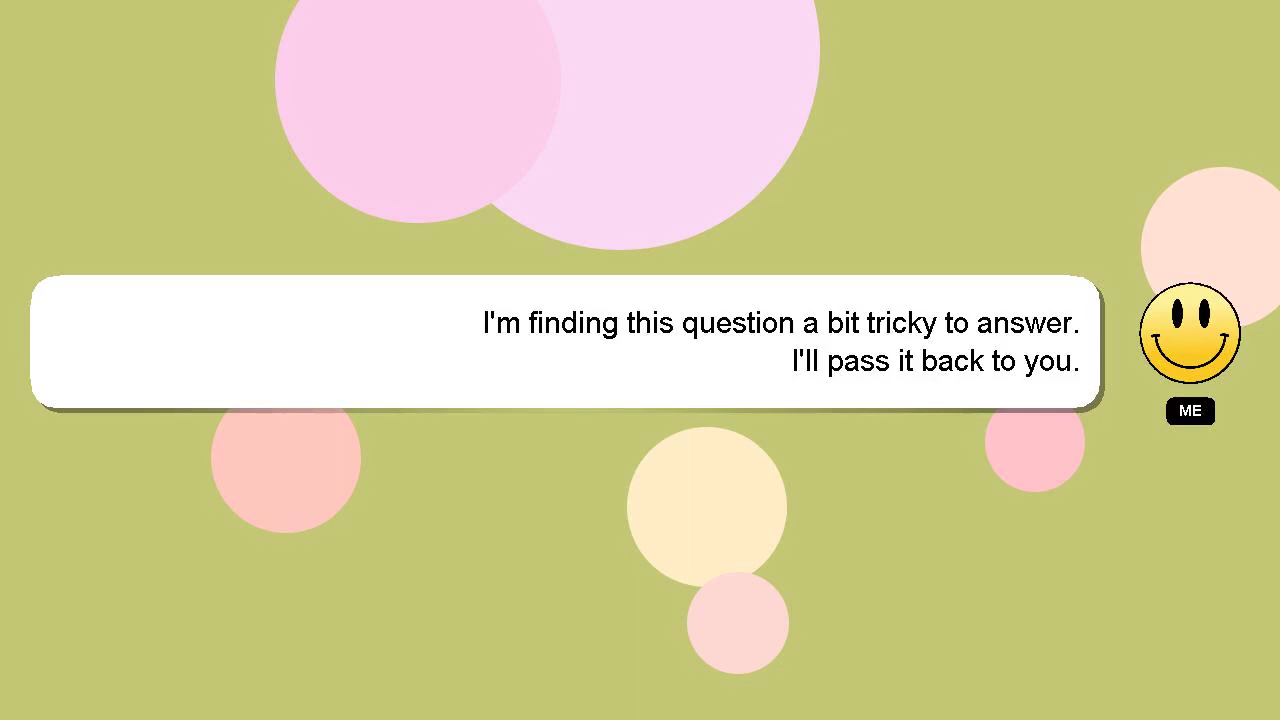 I'm finding this question a bit tricky to answer.
I'll pass it back to you.
ME